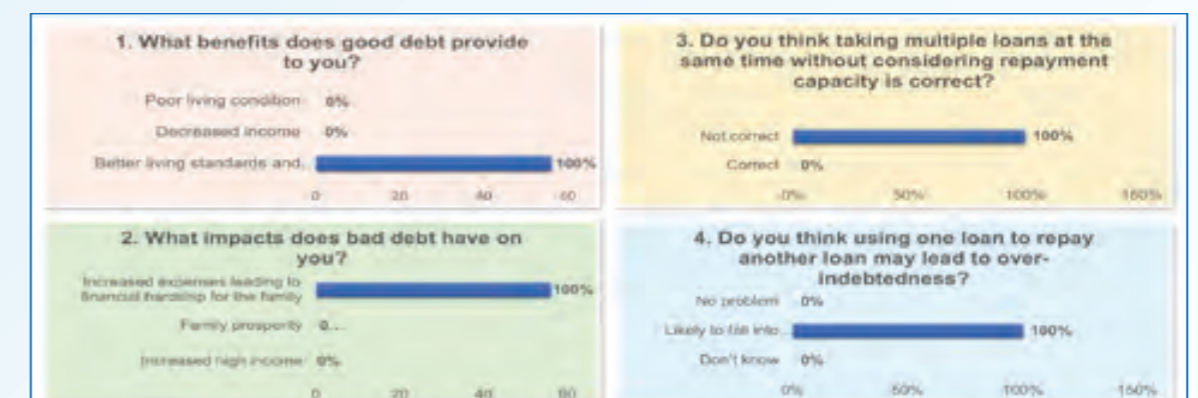 1. What benefits does good debt provide
to you?
Poor living condition 0%
Decreased income 0%
Better living standards and.. 100%
0 20 40 60
2. What impacts does bad debt have on
you?
Increased expenses leading to
financial hardship for the family 100%
Family prosperity 0...
Increased high income 0%
0 20 40 60
3. Do you think taking multiple loans at the
same time without considering repayment
capacity is correct?
Not correct 100%
Correct 0%
0% 50% 100% 150%
4. Do you think using one loan to repay
another loan may lead to over-
indebtedness?
No problem 0%
Likely to fall into... 100%
Don't know 0%
0% 50% 100% 150%